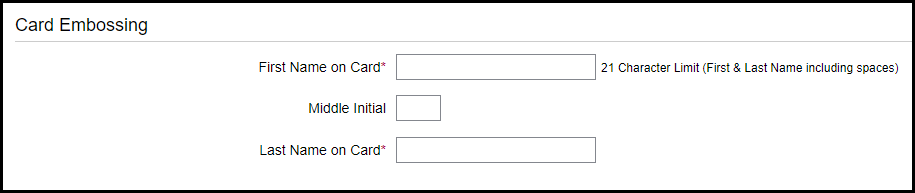 Card Embossing
First Name on Card* 21 Character Limit (First & Last Name including spaces)
Middle Initial
Last Name on Card*